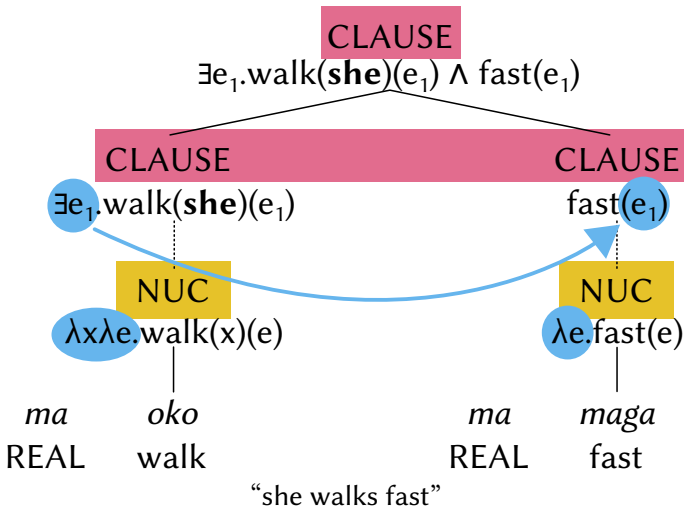 CLAUSE
∃e₁.walk(she)(e₁) ∧ fast(e₁)
CLAUSE CLAUSE
∃e₁.walk(she)(e₁) fast(e₁)
NUC NUC
λxλe.walk(x)(e) λe.fast(e)
ma oko ma maga
REAL walk REAL fast
“she walks fast”